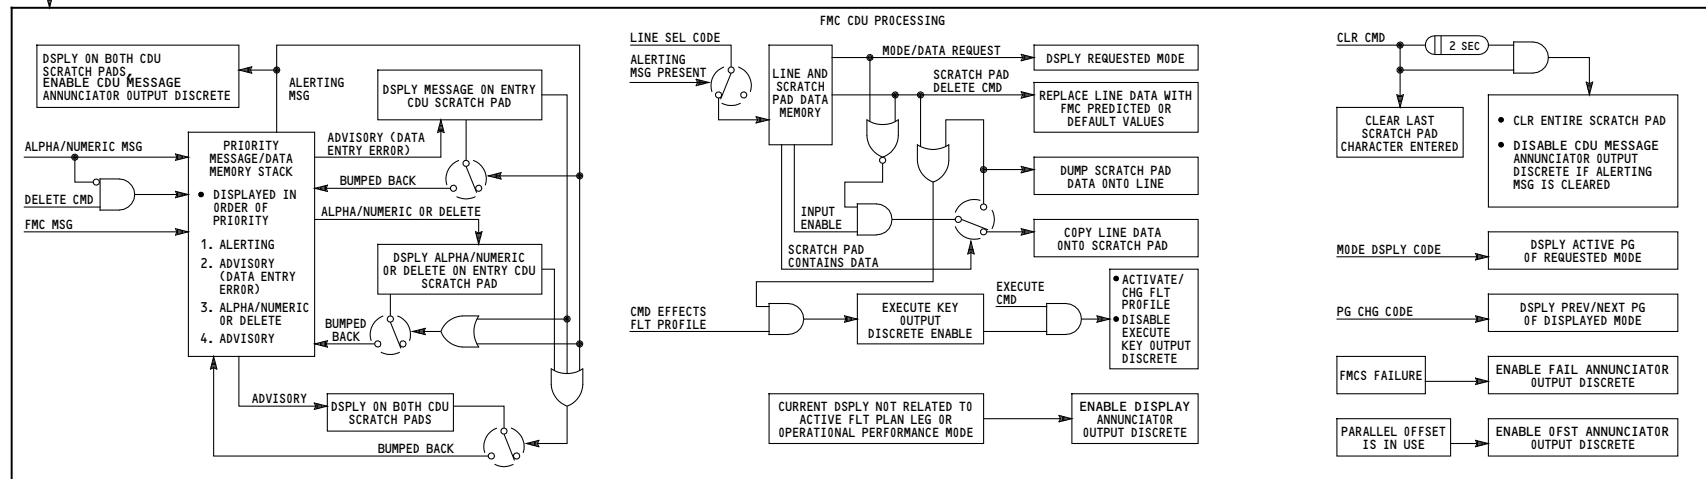 FMC CDU PROCESSING
DSPLY ON BOTH CDU
SCRATCH PADS,
ENABLE CDU MESSAGE
ANNUNCIATOR OUTPUT DISCRETE
ALERTING
MSG
DSPLY MESSAGE ON ENTRY
CDU SCRATCH PAD
ALPHA/NUMERIC MSG
DELETE CMD
FMC MSG
PRIORITY
MESSAGE/DATA
MEMORY STACK
• DISPLAYED IN
ORDER OF
PRIORITY
1. ALERTING
2. ADVISORY
(DATA ENTRY
ERROR)
3. ALPHA/NUMERIC
OR DELETE
4. ADVISORY
ADVISORY (DATA
ENTRY ERROR)
BUMPED BACK
ALPHA/NUMERIC OR DELETE
DSPLY ALPHA/NUMERIC
OR DELETE ON ENTRY CDU
SCRATCH PAD
BUMPED
BACK
ADVISORY
DSPLY ON BOTH CDU
SCRATCH PADS
BUMPED BACK
LINE SEL CODE
ALERTING
MSG PRESENT
LINE AND
SCRATCH
PAD DATA
MEMORY
MODE/DATA REQUEST
DSPLY REQUESTED MODE
SCRATCH PAD
DELETE CMD
REPLACE LINE DATA WITH
FMC PREDICTED OR
DEFAULT VALUES
DUMP SCRATCH PAD
DATA ONTO LINE
INPUT
ENABLE
COPY LINE DATA
ONTO SCRATCH PAD
SCRATCH PAD
CONTAINS DATA
CMD EFFECTS
FLT PROFILE
EXECUTE KEY
OUTPUT
DISCRETE ENABLE
EXECUTE
CMD
• ACTIVATE/
CHG FLT
PROFILE
• DISABLE
EXECUTE
KEY OUTPUT
DISCRETE
CURRENT DSPLY NOT RELATED TO
ACTIVE FLT PLAN LEG OR
OPERATIONAL PERFORMANCE MODE
ENABLE DISPLAY
ANNUNCIATOR
OUTPUT DISCRETE
CLR CMD
2 SEC
CLEAR LAST
SCRATCH PAD
CHARACTER ENTERED
• CLR ENTIRE SCRATCH PAD
• DISABLE CDU MESSAGE
ANNUNCIATOR OUTPUT
DISCRETE IF ALERTING
MSG IS CLEARED
MODE DSPLY CODE
DSPLY ACTIVE PG
OF REQUESTED MODE
PG CHG CODE
DSPLY PREV/NEXT PG
OF DISPLAYED MODE
FMCS FAILURE
ENABLE FAIL ANNUNCIATOR
OUTPUT DISCRETE
PARALLEL OFFSET
IS IN USE
ENABLE OFST ANNUNCIATOR
OUTPUT DISCRETE